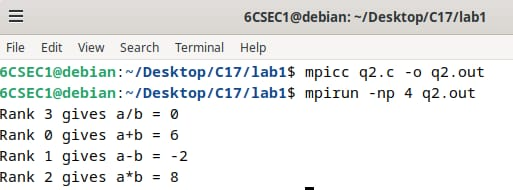 6CSEC1@debian: ~/Desktop/C17/lab1
File Edit View Search Terminal Help
6CSEC1@debian:~/Desktop/C17/lab1$ mpicc q2.c -o q2.out
6CSEC1@debian:~/Desktop/C17/lab1$ mpirun -np 4 q2.out
Rank 3 gives a/b = 0
Rank 0 gives a+b = 6
Rank 1 gives a-b = -2
Rank 2 gives a*b = 8